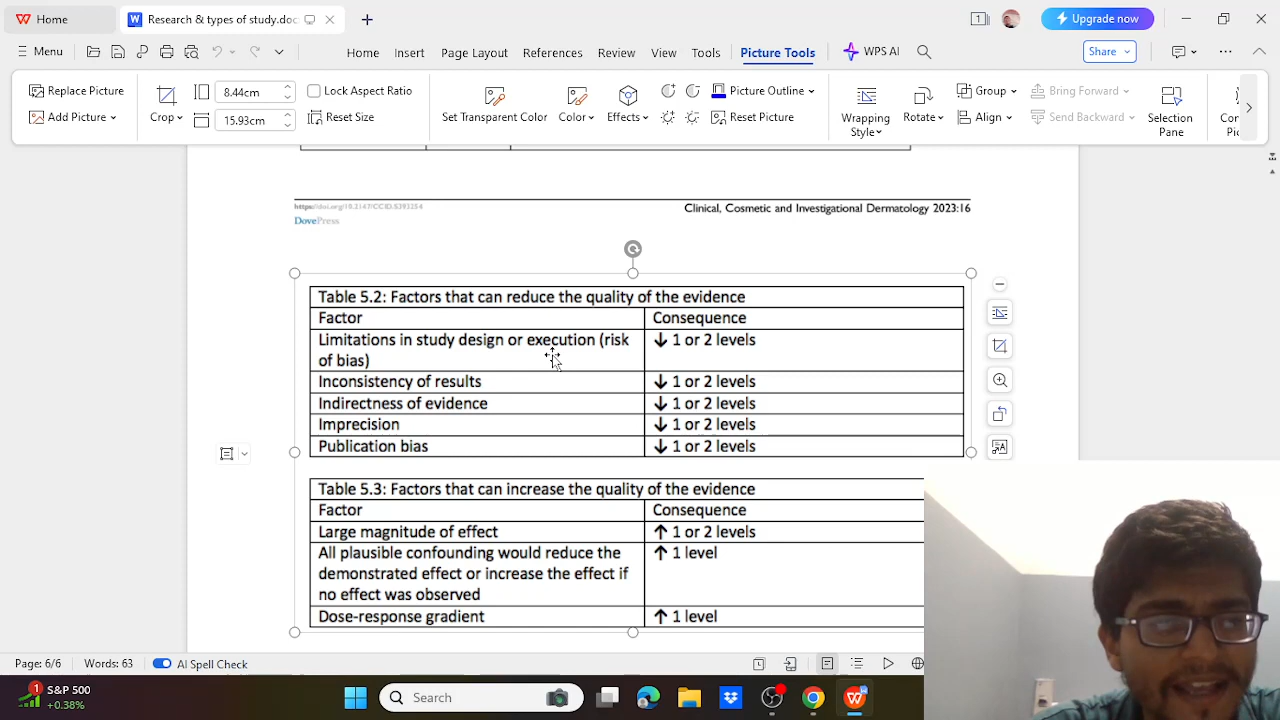 Home
Research & types of study.doc
1
Upgrade now
Menu
Home Insert Page Layout References Review View Tools Picture Tools WPS AI
Share
Replace Picture
Crop
8.44cm
Lock Aspect Ratio
Set Transparent Color
Color
Effects
Picture Outline
Wrapping Style
Rotate
Group
Bring Forward
Selection Pane
Add Picture
15.93cm
Reset Size
Reset Picture
Align
Send Backward
https://doi.org/10.2147/CCID.S393254
DovePress
Clinical, Cosmetic and Investigational Dermatology 2023:16
Table 5.2: Factors that can reduce the quality of the evidence
Factor Consequence
Limitations in study design or execution (risk ↓ 1 or 2 levels
of bias)
Inconsistency of results ↓ 1 or 2 levels
Indirectness of evidence ↓ 1 or 2 levels
Imprecision ↓ 1 or 2 levels
Publication bias ↓ 1 or 2 levels
Table 5.3: Factors that can increase the quality of the evidence
Factor Consequence
Large magnitude of effect ↑ 1 or 2 levels
All plausible confounding would reduce the ↑ 1 level
demonstrated effect or increase the effect if
no effect was observed
Dose-response gradient ↑ 1 level
Page: 6/6 Words: 63 AI Spell Check
1
S&P 500
Search